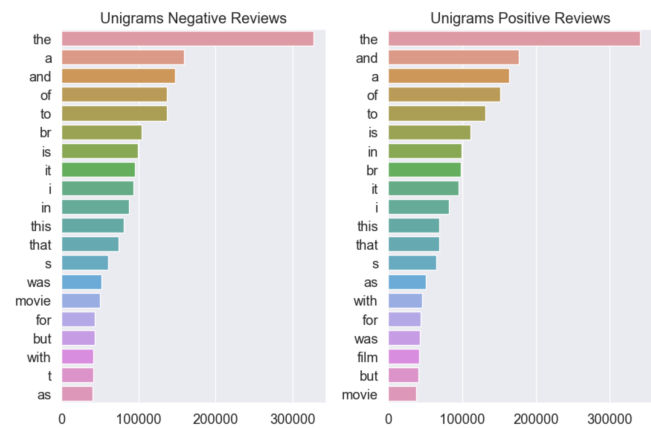 Unigrams Negative Reviews
the
a
and
of
to
br
is
it
i
in
this
that
s
was
movie
for
but
with
t
as
0 100000 200000 300000
Unigrams Positive Reviews
the
and
a
of
to
is
in
br
it
i
this
that
s
as
with
for
was
film
but
movie
0 100000 200000 300000